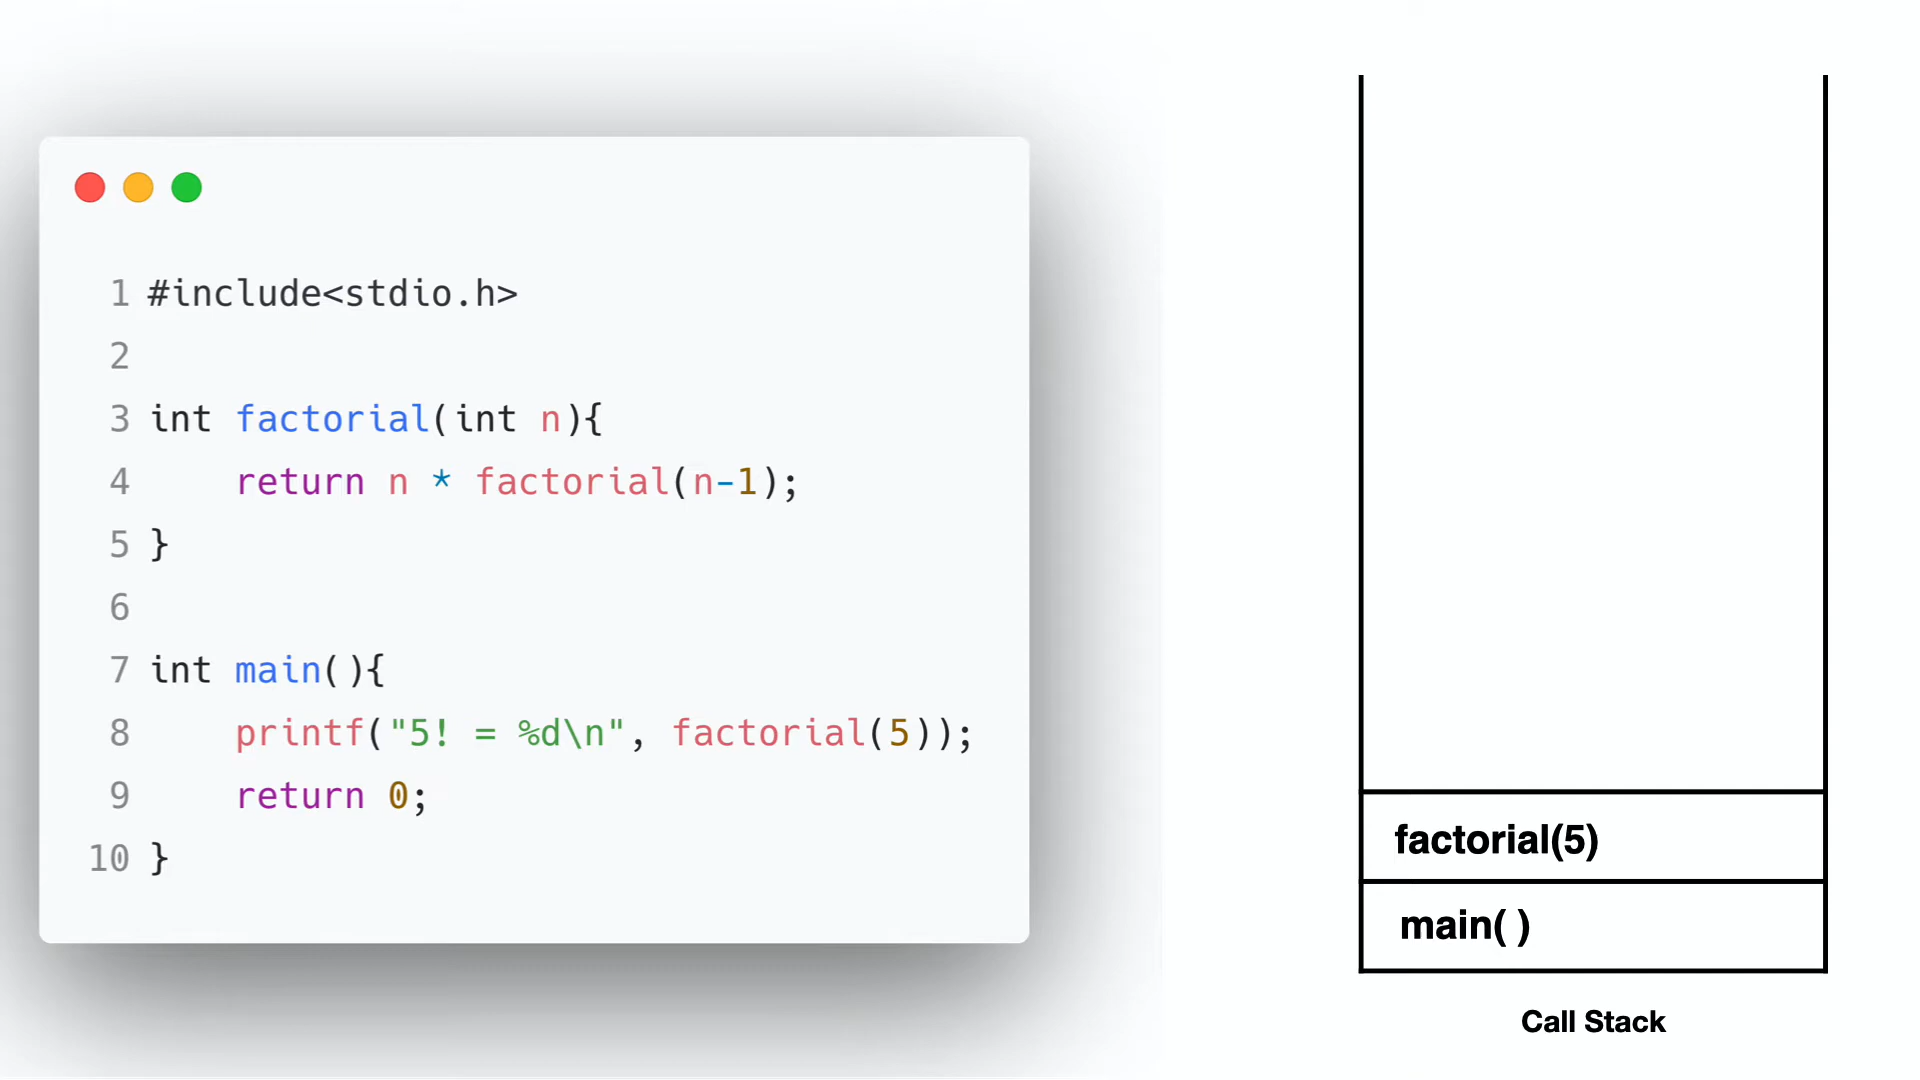 1 #include<stdio.h>
2
3 int factorial(int n){
4     return n * factorial(n-1);
5 }
6
7 int main(){
8     printf("5! = %d\n", factorial(5));
9     return 0;
10 }
factorial(5)
main( )
Call Stack